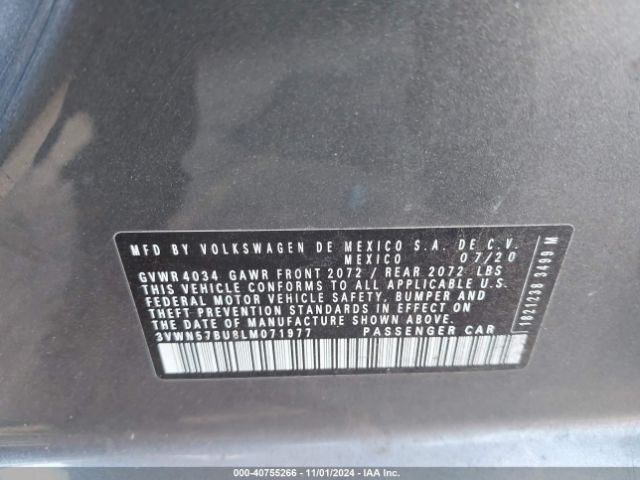 MFD BY VOLKSWAGEN DE MEXICO S.A. DE C.V.
MEXICO 07/20
GVWR 4034 GAWR FRONT 2072 / REAR 2072 LBS
THIS VEHICLE CONFORMS TO ALL APPLICABLE U.S.
FEDERAL MOTOR VEHICLE SAFETY, BUMPER AND
THEFT PREVENTION STANDARDS IN EFFECT
ON THE DATE OF MANUFACTURE SHOWN ABOVE.
3VWN57BU8LM071977 PASSENGER CAR
1821238 3499 M
000-40755266 - 11/01/2024 - IAA Inc.